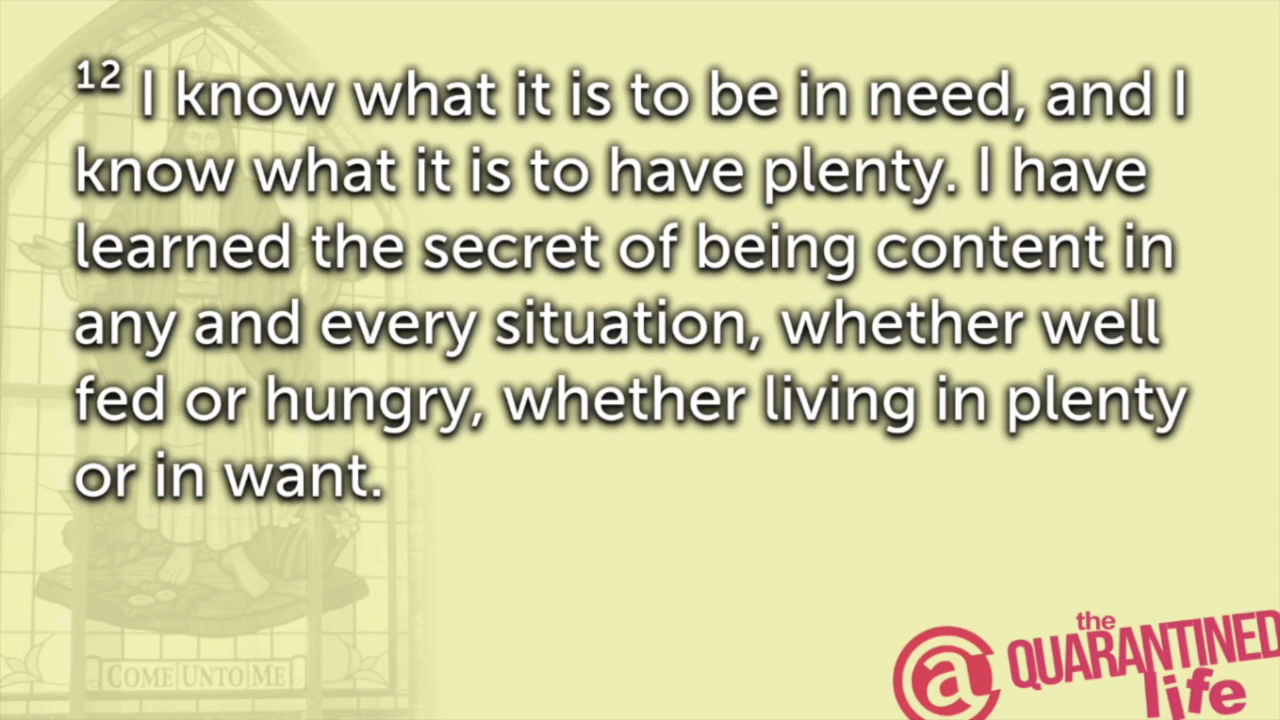 12 I know what it is to be in need, and I
know what it is to have plenty. I have
learned the secret of being content in
any and every situation, whether well
fed or hungry, whether living in plenty
or in want.
COME UNTO ME
@ the
QUARANTINED
life